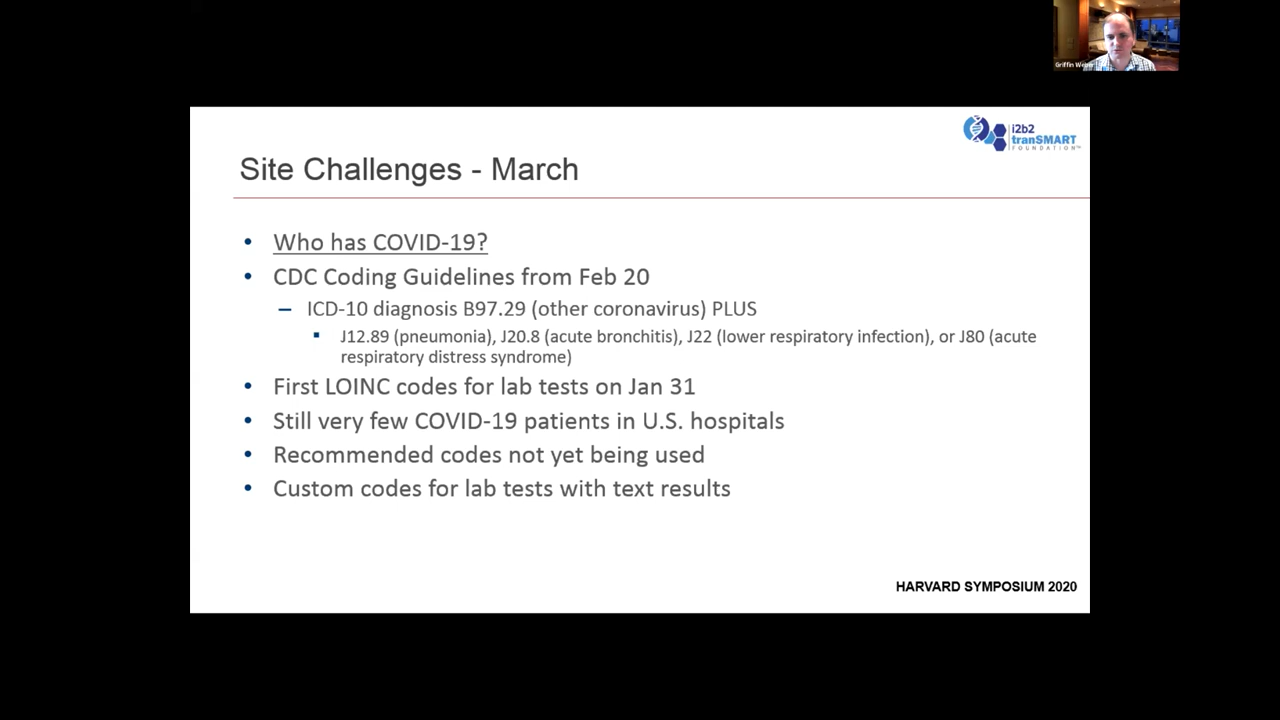 Griffin Weber
i2b2
tranSMART
FOUNDATION™
Site Challenges - March
• Who has COVID-19?
• CDC Coding Guidelines from Feb 20
– ICD-10 diagnosis B97.29 (other coronavirus) PLUS
▪ J12.89 (pneumonia), J20.8 (acute bronchitis), J22 (lower respiratory infection), or J80 (acute
respiratory distress syndrome)
• First LOINC codes for lab tests on Jan 31
• Still very few COVID-19 patients in U.S. hospitals
• Recommended codes not yet being used
• Custom codes for lab tests with text results
HARVARD SYMPOSIUM 2020